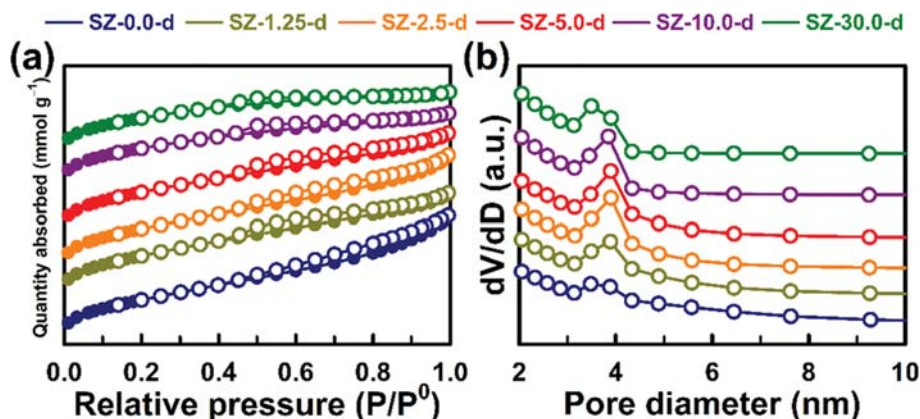 SZ-0.0-d SZ-1.25-d SZ-2.5-d SZ-5.0-d SZ-10.0-d SZ-30.0-d
(a)
Quantity absorbed (mmol g⁻¹)
0.0 0.2 0.4 0.6 0.8 1.0
Relative pressure (P/P⁰)
(b)
dV/dD (a.u.)
2 4 6 8 10
Pore diameter (nm)